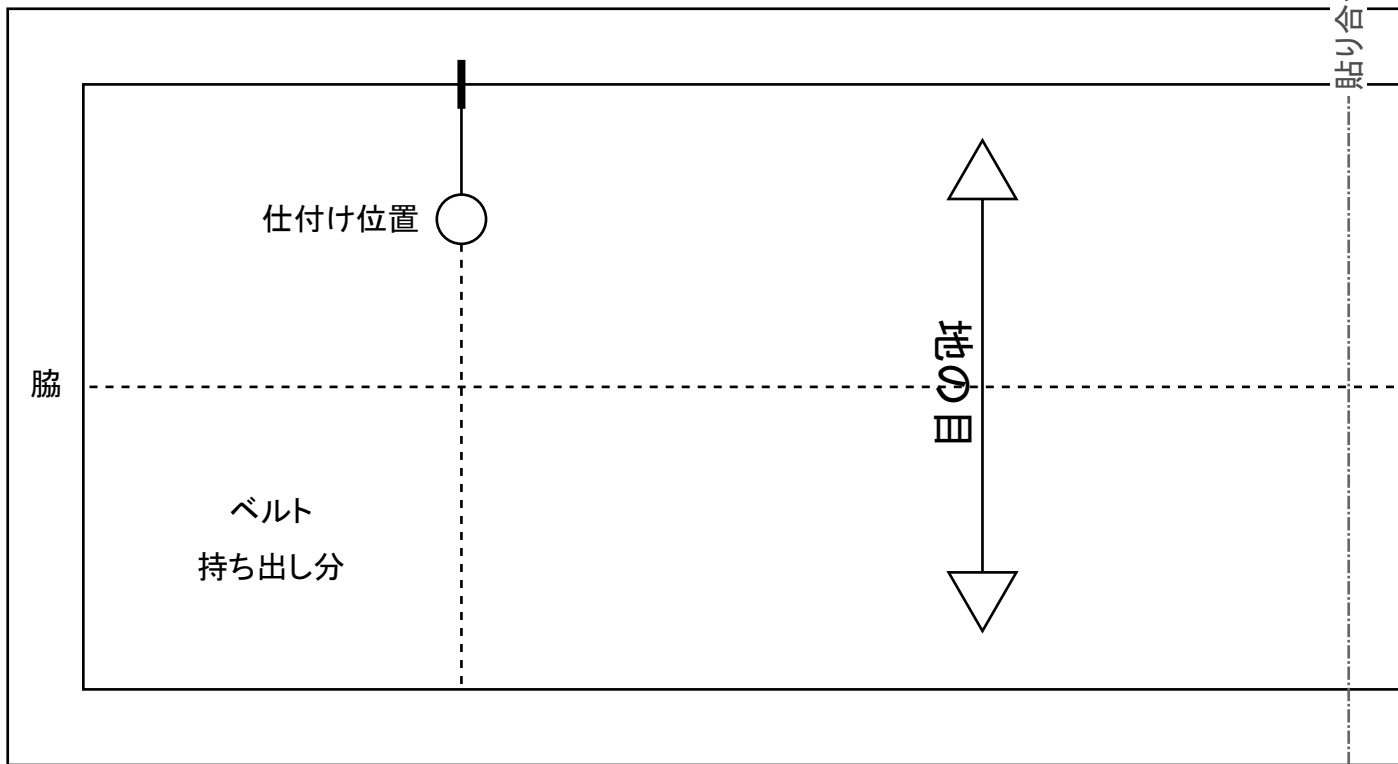 貼り合
仕付け位置
地の目
脇
ベルト
持ち出し分